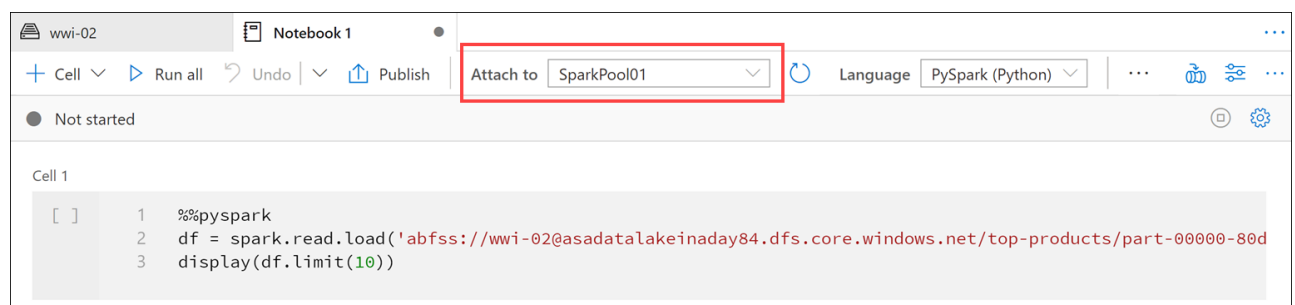 wwi-02 Notebook 1
Cell Run all Undo Publish Attach to SparkPool01 Language PySpark (Python)
Not started
Cell 1
[ ] 1 %%pyspark
2 df = spark.read.load('abfss://wwi-02@asadatalakeinaday84.dfs.core.windows.net/top-products/part-00000-80d
3 display(df.limit(10))